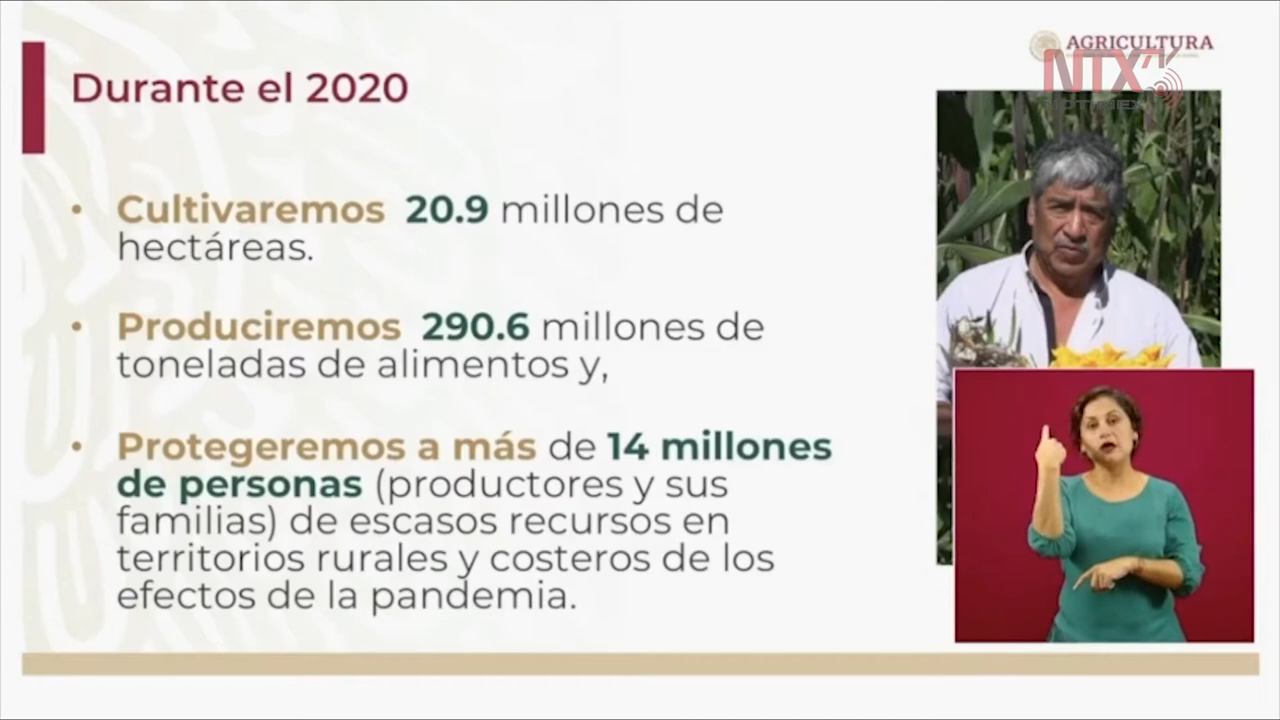 AGRICULTURA
NTX
NOTIMEX
Durante el 2020
• Cultivaremos 20.9 millones de
hectáreas.
• Produciremos 290.6 millones de
toneladas de alimentos y,
• Protegeremos a más de 14 millones
de personas (productores y sus
familias) de escasos recursos en
territorios rurales y costeros de los
efectos de la pandemia.